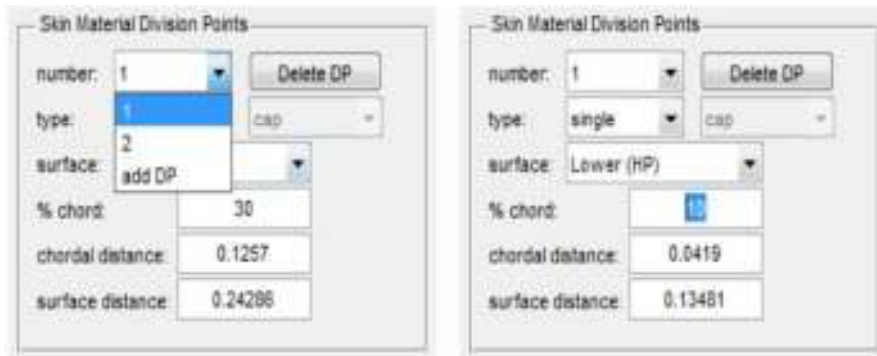 Skin Material Division Points
number: 1 Delete DP
1
type: cap
2
surface:
add DP
% chord: 30
chordal distance: 0.1257
surface distance: 0.24286
Skin Material Division Points
number: 1 Delete DP
type: single cap
surface: Lower (HP)
% chord:
chordal distance: 0.0419
surface distance: 0.13481